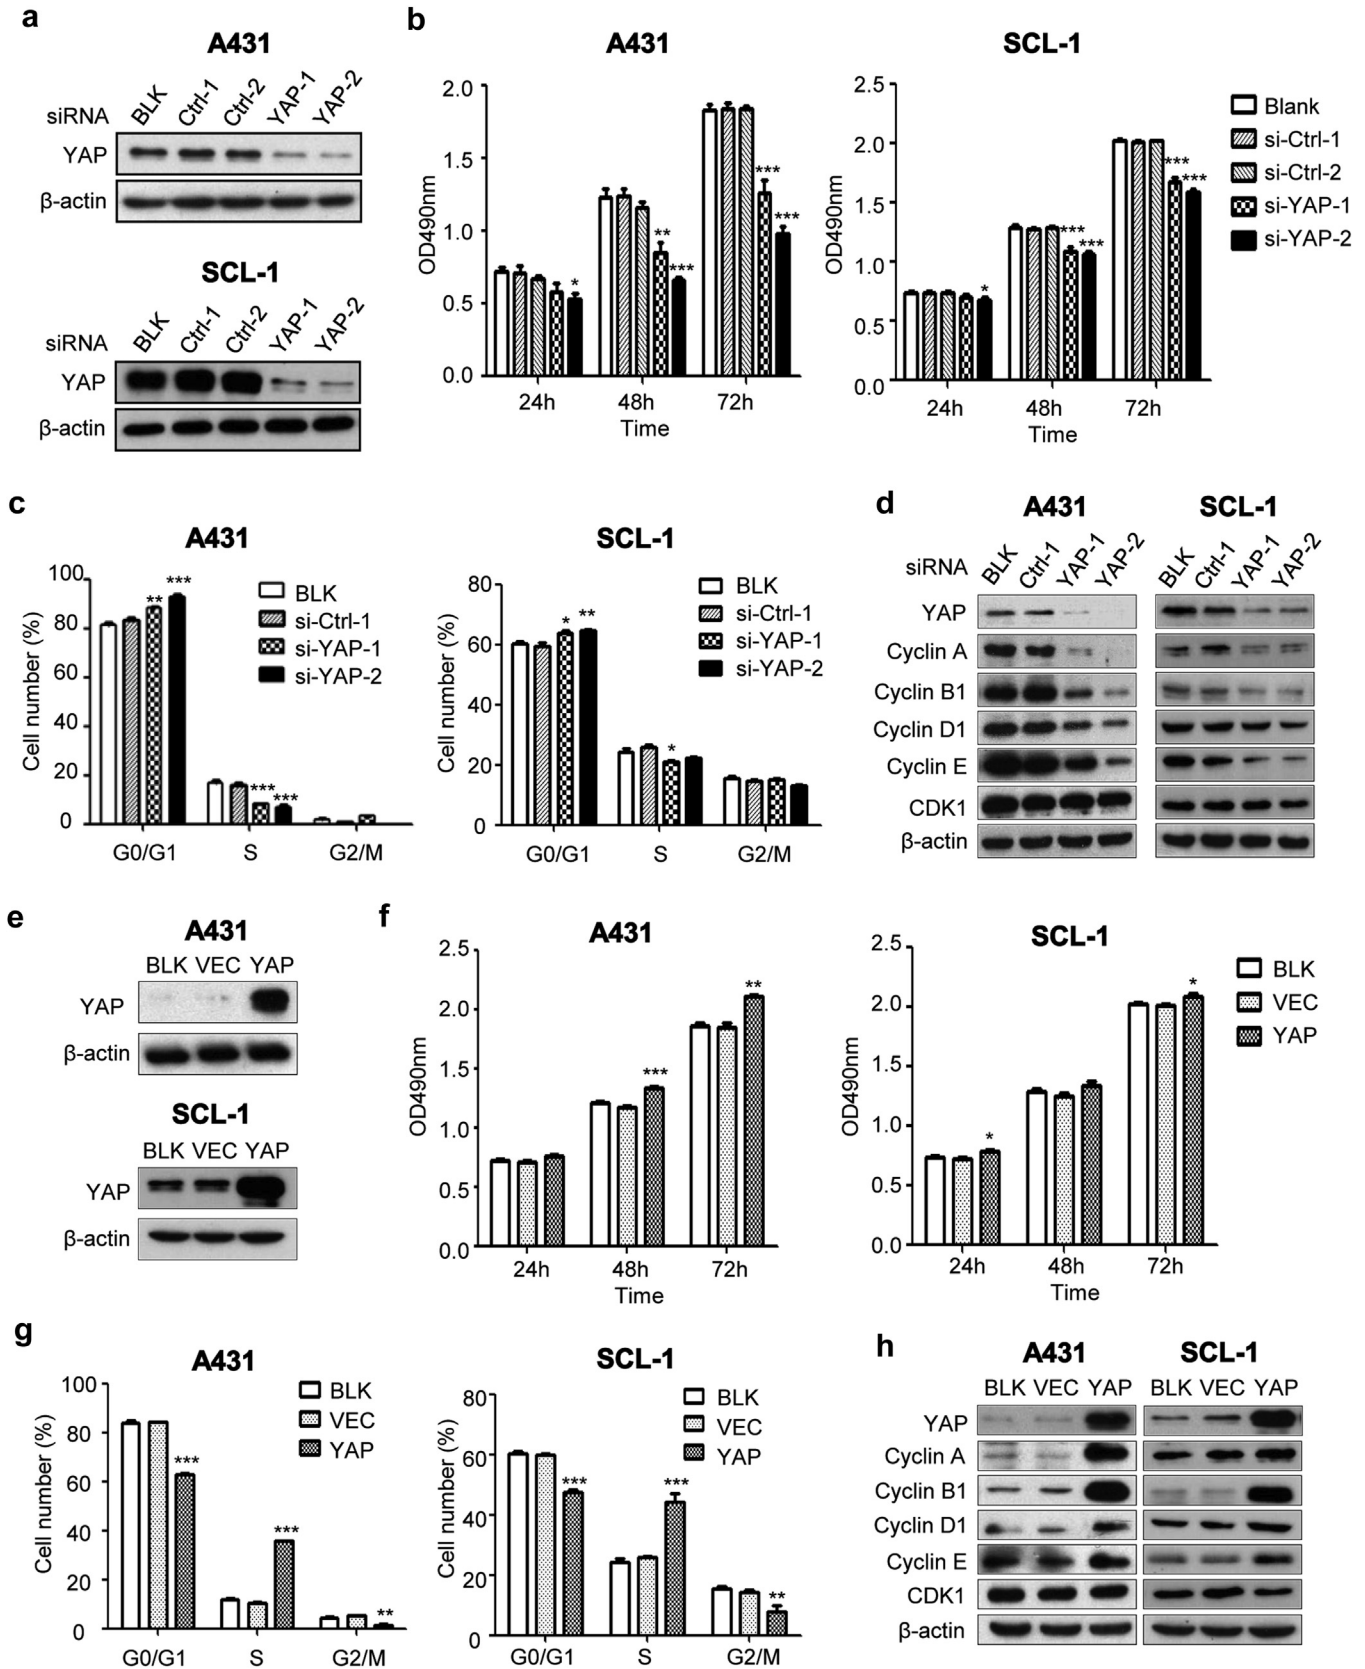 a
A431
siRNA BLK Ctrl-1 Ctrl-2 YAP-1 YAP-2
YAP
β-actin
SCL-1
siRNA BLK Ctrl-1 Ctrl-2 YAP-1 YAP-2
YAP
β-actin
b
A431
OD490nm
2.0
1.5
1.0
0.5
0.0
*
**
***
***
***
24h 48h 72h
Time
SCL-1
OD490nm
2.5
2.0
1.5
1.0
0.5
0.0
*
***
***
***
***
24h 48h 72h
Time
Blank
si-Ctrl-1
si-Ctrl-2
si-YAP-1
si-YAP-2
c
A431
Cell number (%)
100
80
60
40
20
0
**
***
***
***
G0/G1 S G2/M
BLK
si-Ctrl-1
si-YAP-1
si-YAP-2
SCL-1
Cell number (%)
80
60
40
20
0
*
**
*
G0/G1 S G2/M
BLK
si-Ctrl-1
si-YAP-1
si-YAP-2
d
A431 SCL-1
siRNA BLK Ctrl-1 YAP-1 YAP-2 BLK Ctrl-1 YAP-1 YAP-2
YAP
Cyclin A
Cyclin B1
Cyclin D1
Cyclin E
CDK1
β-actin
e
A431
BLK VEC YAP
YAP
β-actin
SCL-1
BLK VEC YAP
YAP
β-actin
f
A431
OD490nm
2.5
2.0
1.5
1.0
0.5
0.0
***
**
24h 48h 72h
Time
SCL-1
OD490nm
2.5
2.0
1.5
1.0
0.5
0.0
*
*
24h 48h 72h
Time
BLK
VEC
YAP
g
A431
Cell number (%)
100
80
60
40
20
0
***
***
**
G0/G1 S G2/M
BLK
VEC
YAP
SCL-1
Cell number (%)
80
60
40
20
0
***
***
**
G0/G1 S G2/M
BLK
VEC
YAP
h
A431 SCL-1
BLK VEC YAP BLK VEC YAP
YAP
Cyclin A
Cyclin B1
Cyclin D1
Cyclin E
CDK1
β-actin